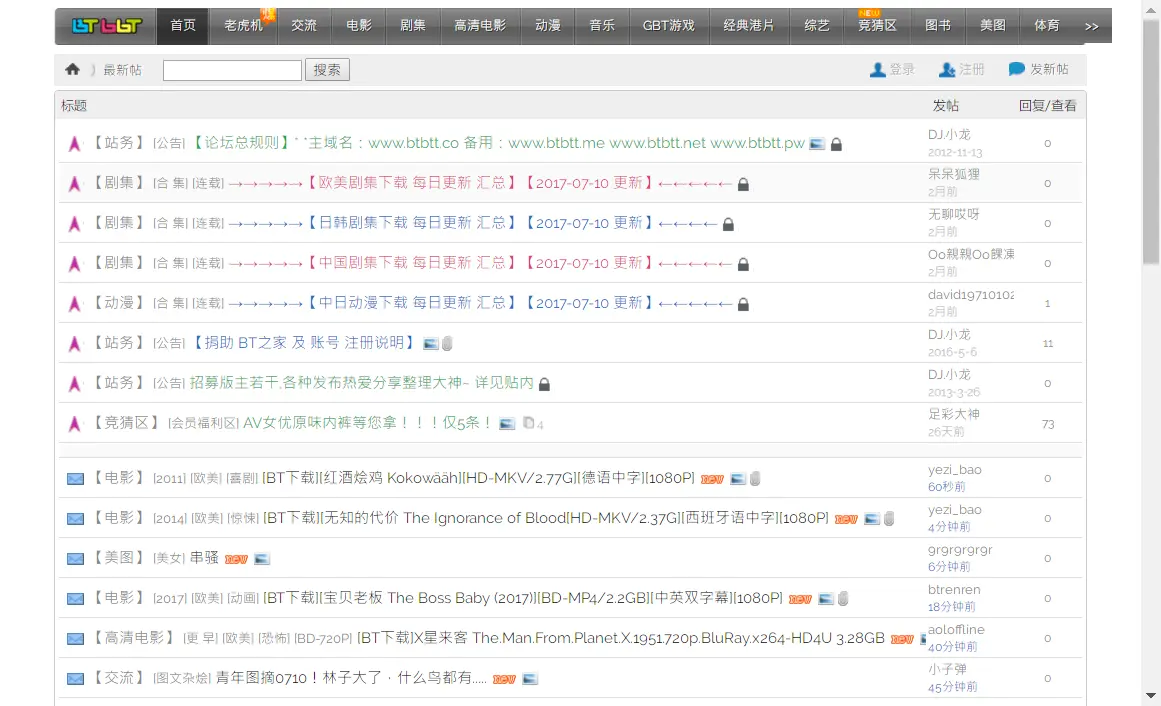 BT bt BT 首页 老虎机 交流 电影 剧集 高清电影 动漫 音乐 GBT游戏 经典港片 综艺 NEW 竞猜区 图书 美图 体育 >>
最新帖 搜索 登录 注册 发新帖
标题 发帖 回复/查看
【站务】 [公告] 【论坛总规则】^ ^主域名：www.btbtt.co 备用：www.btbtt.me www.btbtt.net www.btbtt.pw DJ.小龙 0
2012-11-13
【剧集】 [合 集] [连载] →→→→→【欧美剧集下载 每日更新 汇总】【2017-07-10 更新】←←←←← 呆呆狐狸 0
2月前
【剧集】 [合 集] [连载] →→→→→【日韩剧集下载 每日更新 汇总】【2017-07-10 更新】←←←← 无聊哎呀 0
2月前
【剧集】 [合 集] [连载] →→→→→【中国剧集下载 每日更新 汇总】【2017-07-10 更新】←←←←← Oo親親Oo 0
2月前
【动漫】 [合 集] [连载] →→→→→【中日动漫下载 每日更新 汇总】【2017-07-10 更新】←←←←← david19710102 1
2月前
【站务】 [公告] 【捐助 BT之家 及 账号 注册说明】 DJ.小龙 11
2016-5-6
【站务】 [公告] 招募版主若干,各种发布热爱分享整理大神~ 详见贴内 DJ.小龙 0
2013-3-26
【竞猜区】 [会员福利区] AV女优原味内裤等您拿！！！仅5条！ 4 足彩大神 73
26天前
【电影】 [2011] [欧美] [喜剧] [BT下载][红酒烩鸡 Kokowääh][HD-MKV/2.77G][德语中字][1080P] new yezi_bao 0
60秒前
【电影】 [2014] [欧美] [惊悚] [BT下载][无知的代价 The Ignorance of Blood[HD-MKV/2.37G][西班牙语中字][1080P] new yezi_bao 0
4分钟前
【美图】 [美女] 串骚 new grgrgrgrgr 0
6分钟前
【电影】 [2017] [欧美] [动画] [BT下载][宝贝老板 The Boss Baby (2017)][BD-MP4/2.2GB][中英双字幕][1080P] new btrenren 0
18分钟前
【高清电影】 [更 早] [欧美] [恐怖] [BD-720P] [BT下载]X星来客 The.Man.From.Planet.X.1951.720p.BluRay.x264-HD4U 3.28GB new aoloffline 0
40分钟前
【交流】 [图文杂烩] 青年图摘0710！林子大了 · 什么鸟都有..... new 小子弹 0
45分钟前